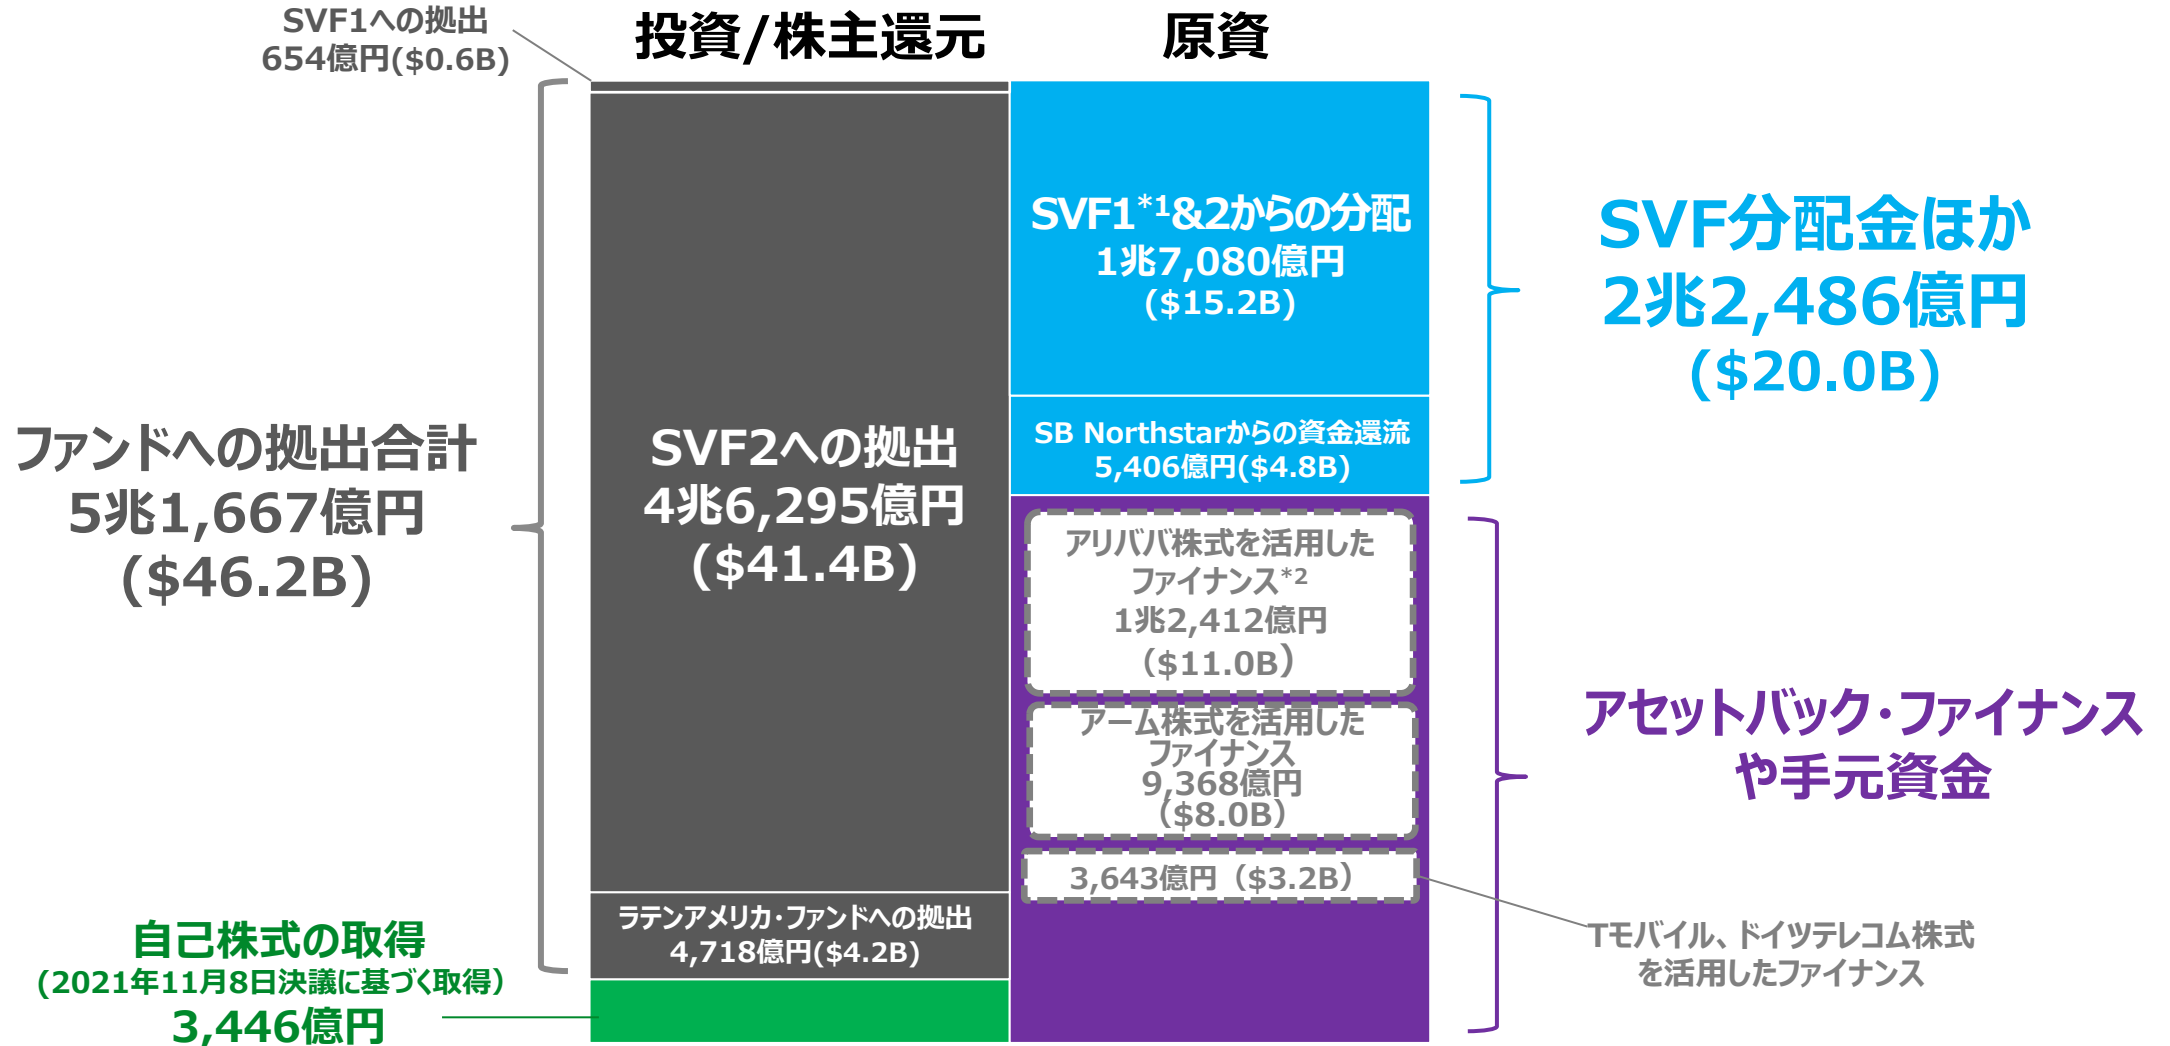 投資/株主還元
原資
SVF1への拠出
654億円($0.6B)
ファンドへの拠出合計
5兆1,667億円
($46.2B)
自己株式の取得
(2021年11月8日決議に基づく取得）
3,446億円
SVF2への拠出
4兆6,295億円
($41.4B)
ラテンアメリカ・ファンドへの拠出
4,718億円($4.2B)
SVF1*1&2からの分配
1兆7,080億円
($15.2B)
SB Northstarからの資金還流
5,406億円($4.8B)
アリババ株式を活用した
ファイナンス*2
1兆2,412億円
（$11.0B）
アーム株式を活用した
ファイナンス
9,368億円
（$8.0B）
3,643億円（$3.2B）
SVF分配金ほか
2兆2,486億円
($20.0B)
アセットバック・ファイナンス
や手元資金
Tモバイル、ドイツテレコム株式
を活用したファイナンス